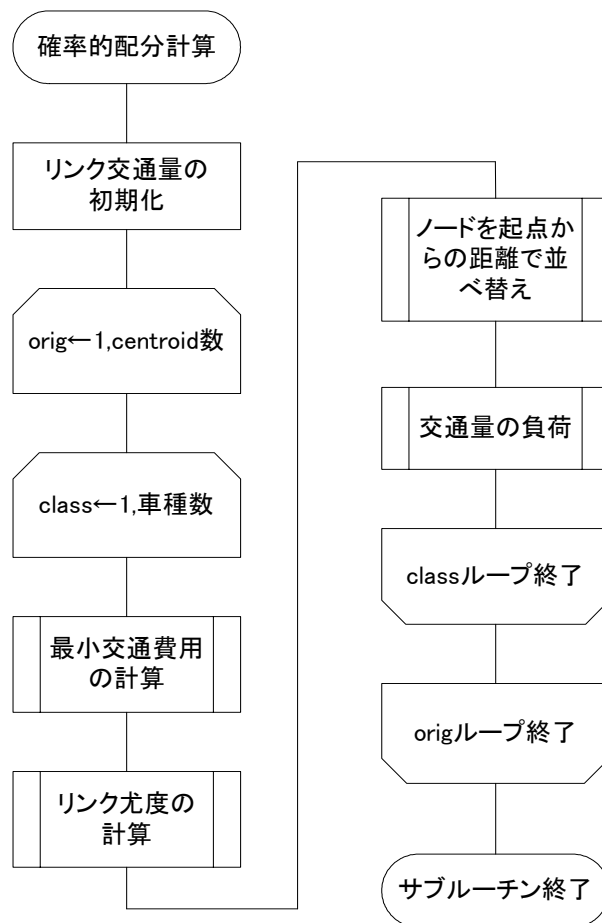 確率的配分計算
リンク交通量の
初期化
orig←1,centroid数
class←1,車種数
最小交通費用
の計算
リンク尤度の
計算
ノードを起点か
らの距離で並
べ替え
交通量の負荷
classループ終了
origループ終了
サブルーチン終了